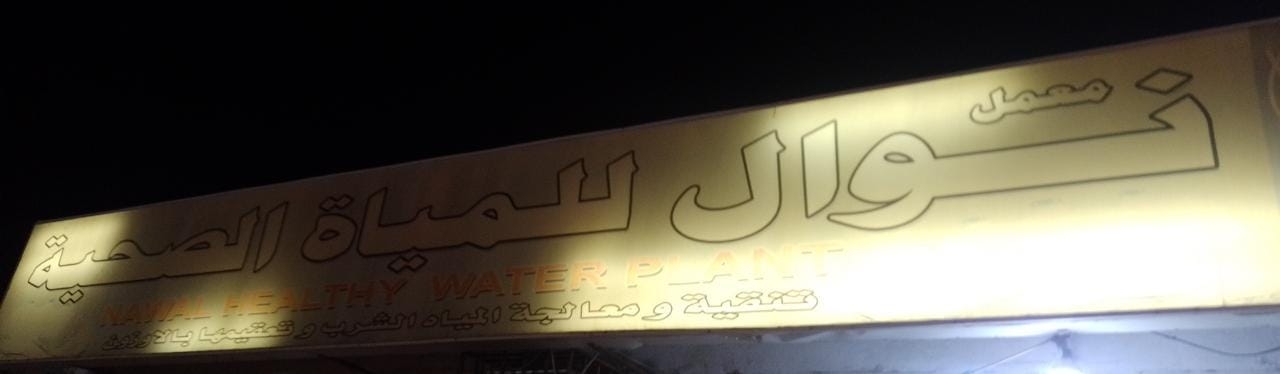 معمل
نوال للمياة الصحية
NAWAL HEALTHY WATER PLANT
تنقية و معالجة المياه الشرب و تعقيمها بالاوزون